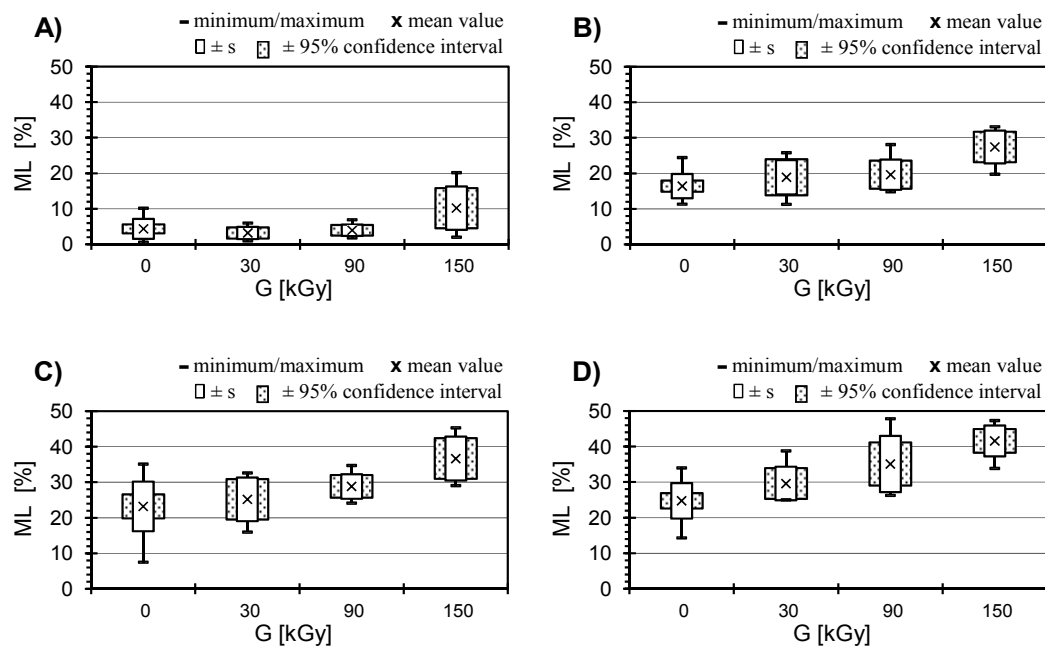 A)
– minimum/maximum x mean value
± s ± 95% confidence interval
50
40
30
20
10
0
ML [%]
0 30 90 150
G [kGy]
B)
– minimum/maximum x mean value
± s ± 95% confidence interval
50
40
30
20
10
0
ML [%]
0 30 90 150
G [kGy]
C)
– minimum/maximum x mean value
± s ± 95% confidence interval
50
40
30
20
10
0
ML [%]
0 30 90 150
G [kGy]
D)
– minimum/maximum x mean value
± s ± 95% confidence interval
50
40
30
20
10
0
ML [%]
0 30 90 150
G [kGy]